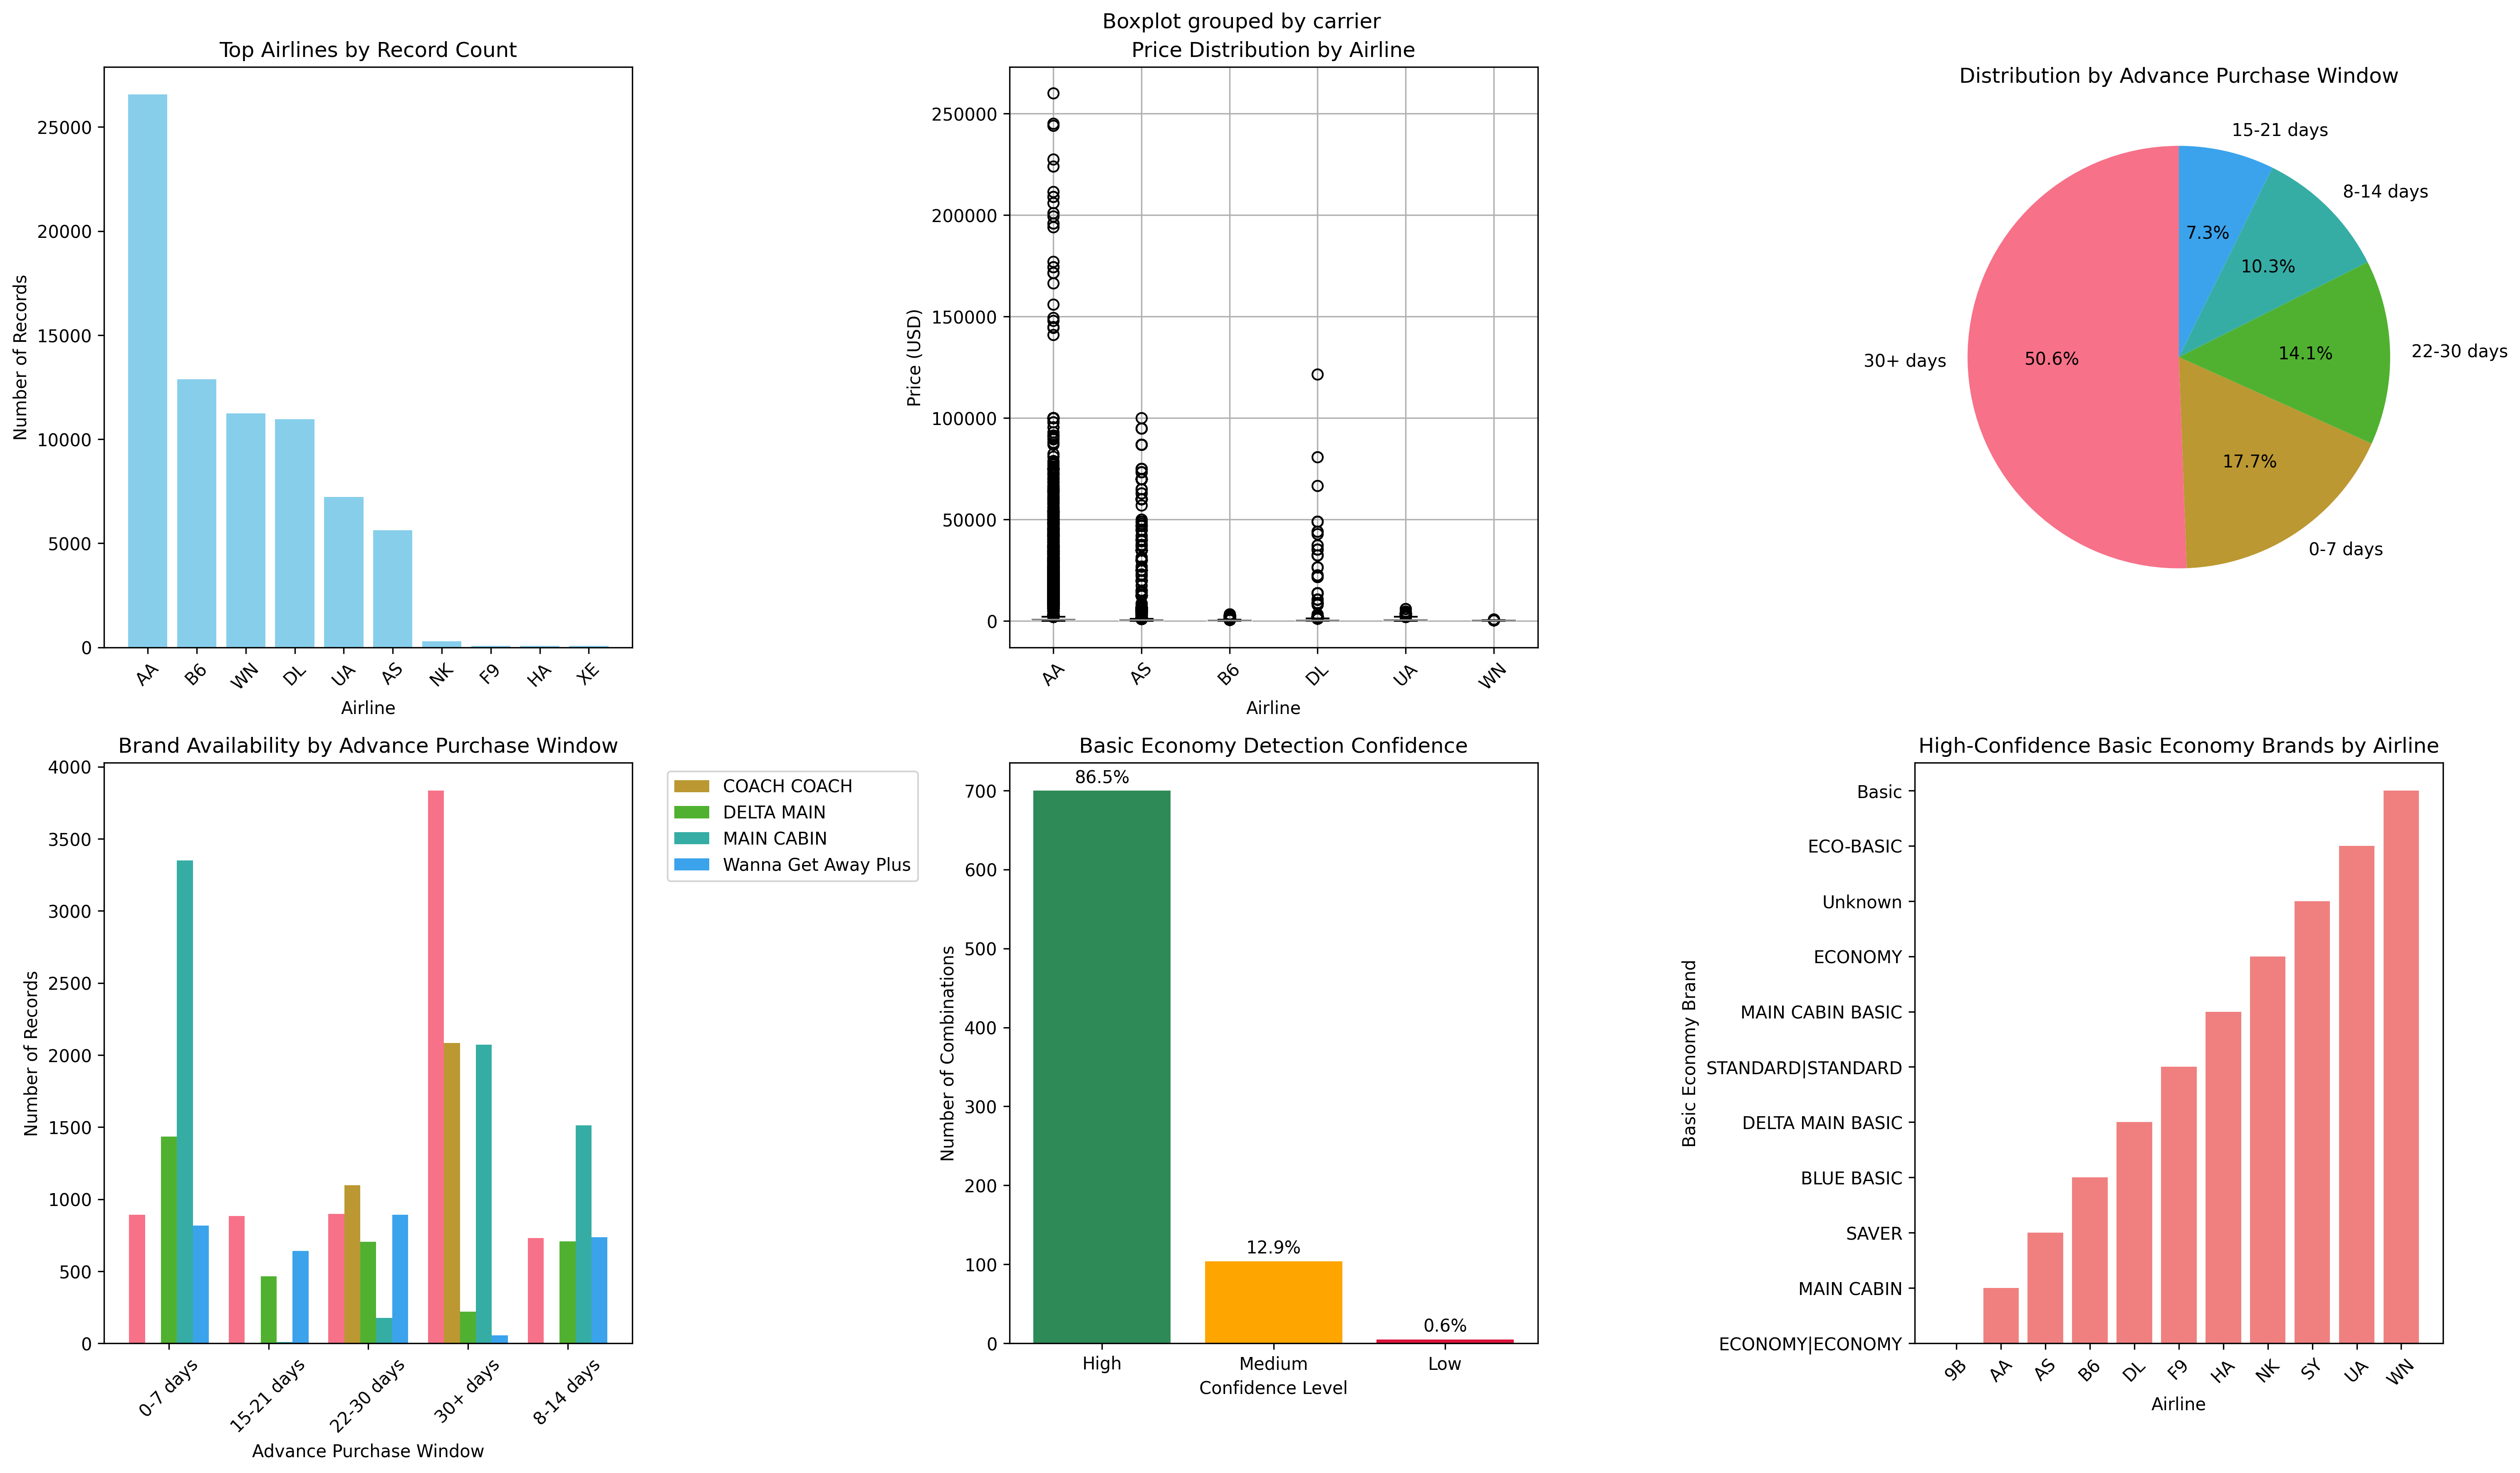 Boxplot grouped by carrier
Top Airlines by Record Count
Number of Records
25000
20000
15000
10000
5000
0
AA
B6
WN
DL
UA
AS
NK
F9
HA
XE
Airline
Price Distribution by Airline
Price (USD)
250000
200000
150000
100000
50000
0
AA
AS
B6
DL
UA
WN
Airline
Distribution by Advance Purchase Window
15-21 days
7.3%
8-14 days
10.3%
22-30 days
14.1%
30+ days
50.6%
17.7%
0-7 days
Brand Availability by Advance Purchase Window
Number of Records
4000
3500
3000
2500
2000
1500
1000
500
0
0-7 days
15-21 days
22-30 days
30+ days
8-14 days
Advance Purchase Window
COACH COACH
DELTA MAIN
MAIN CABIN
Wanna Get Away Plus
Basic Economy Detection Confidence
Number of Combinations
700
600
500
400
300
200
100
0
86.5%
12.9%
0.6%
High
Medium
Low
Confidence Level
High-Confidence Basic Economy Brands by Airline
Basic Economy Brand
Basic
ECO-BASIC
Unknown
ECONOMY
MAIN CABIN BASIC
STANDARD|STANDARD
DELTA MAIN BASIC
BLUE BASIC
SAVER
MAIN CABIN
ECONOMY|ECONOMY
9B
AA
AS
B6
DL
F9
HA
NK
SY
UA
WN
Airline